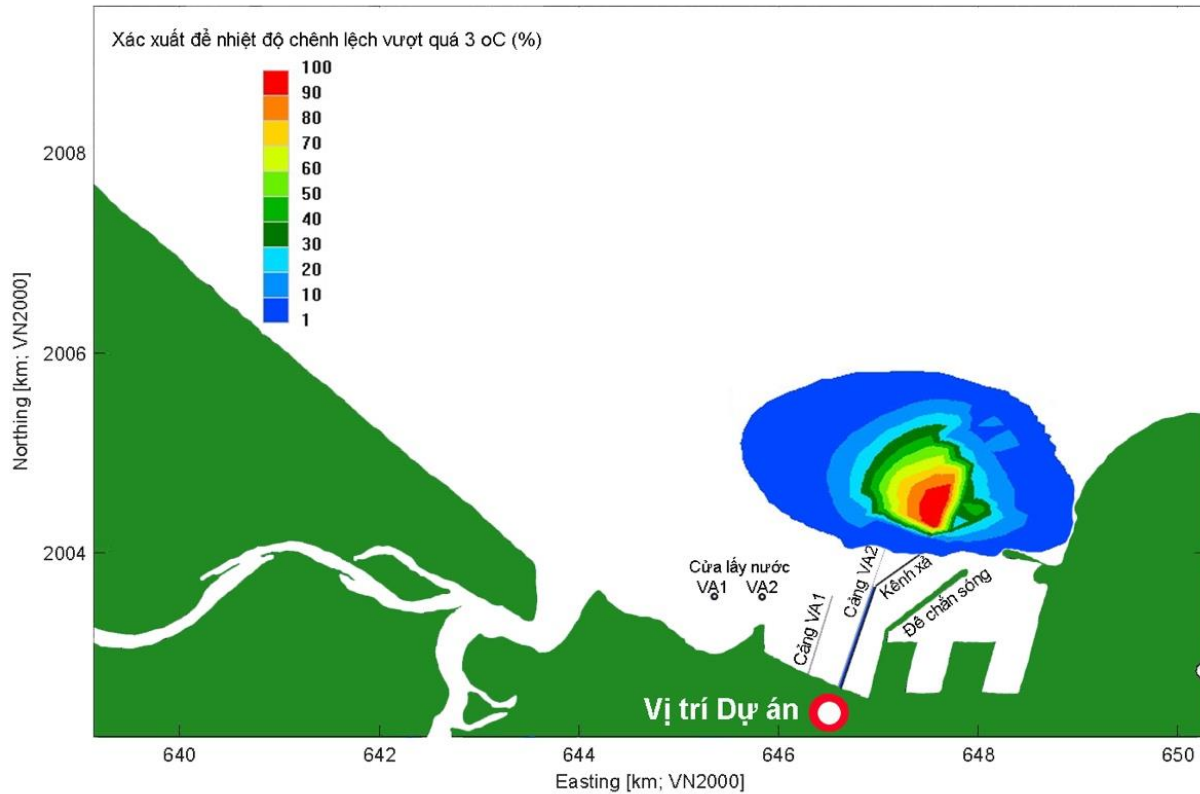 Xác xuất để nhiệt độ chênh lệch vượt quá 3 oC (%)
100
90
80
70
60
50
40
30
20
10
1
2008
2006
2004
Northing [km; VN2000]
Cửa lấy nước
VA1 VA2
Cảng VA1
Cảng VA2
Kênh xả
Đê chắn sóng
Vị trí Dự án
640 642 644 646 648 650
Easting [km; VN2000]